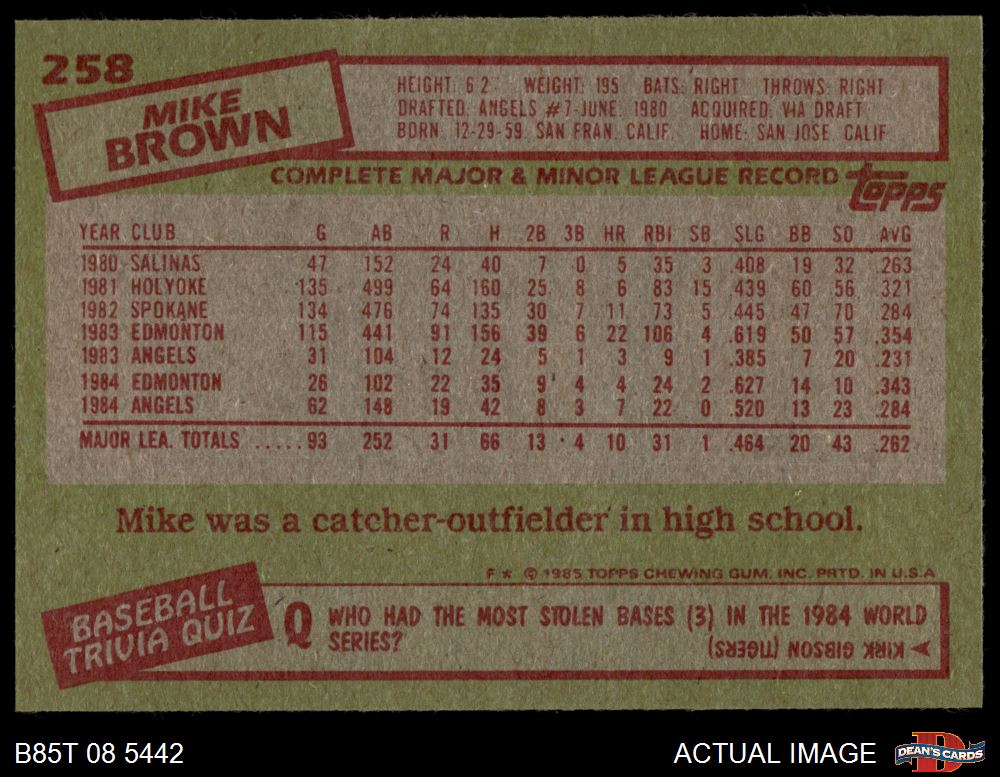 258
MIKE
BROWN
HEIGHT: 6'2" WEIGHT: 195 BATS: RIGHT THROWS: RIGHT
DRAFTED: ANGELS #7-JUNE, 1980 ACQUIRED: VIA DRAFT
BORN: 12-29-59, SAN FRAN, CALIF. HOME: SAN JOSE, CALIF.
COMPLETE MAJOR & MINOR LEAGUE RECORD
topps
YEAR CLUB G AB R H 2B 3B HR RBI SB SLG BB SO AVG
1980 SALINAS 47 152 24 40 7 0 5 35 3 .408 19 32 .263
1981 HOLYOKE 135 499 64 160 25 8 6 83 15 .439 60 56 .321
1982 SPOKANE 134 476 74 135 30 7 11 73 5 .445 47 70 .284
1983 EDMONTON 115 441 91 156 39 6 22 106 4 .619 50 57 .354
1983 ANGELS 31 104 12 24 5 1 3 9 1 .385 7 20 .231
1984 EDMONTON 26 102 22 35 9 4 4 24 2 .627 14 10 .343
1984 ANGELS 62 148 19 42 8 3 7 22 0 .520 13 23 .284
MAJOR LEA. TOTALS ..... 93 252 31 66 13 4 10 31 1 .464 20 43 .262
Mike was a catcher-outfielder in high school.
F * © 1985 TOPPS CHEWING GUM, INC. PRTD. IN U.S.A
BASEBALL
TRIVIA QUIZ
Q WHO HAD THE MOST STOLEN BASES (3) IN THE 1984 WORLD
SERIES?
KIRK GIBSON (TIGERS)
B85T 08 5442
ACTUAL IMAGE
D
DEAN'S CARDS